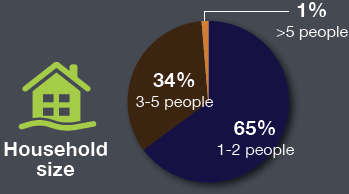 1%
>5 people
34%
3-5 people
65%
1-2 people
Household
size